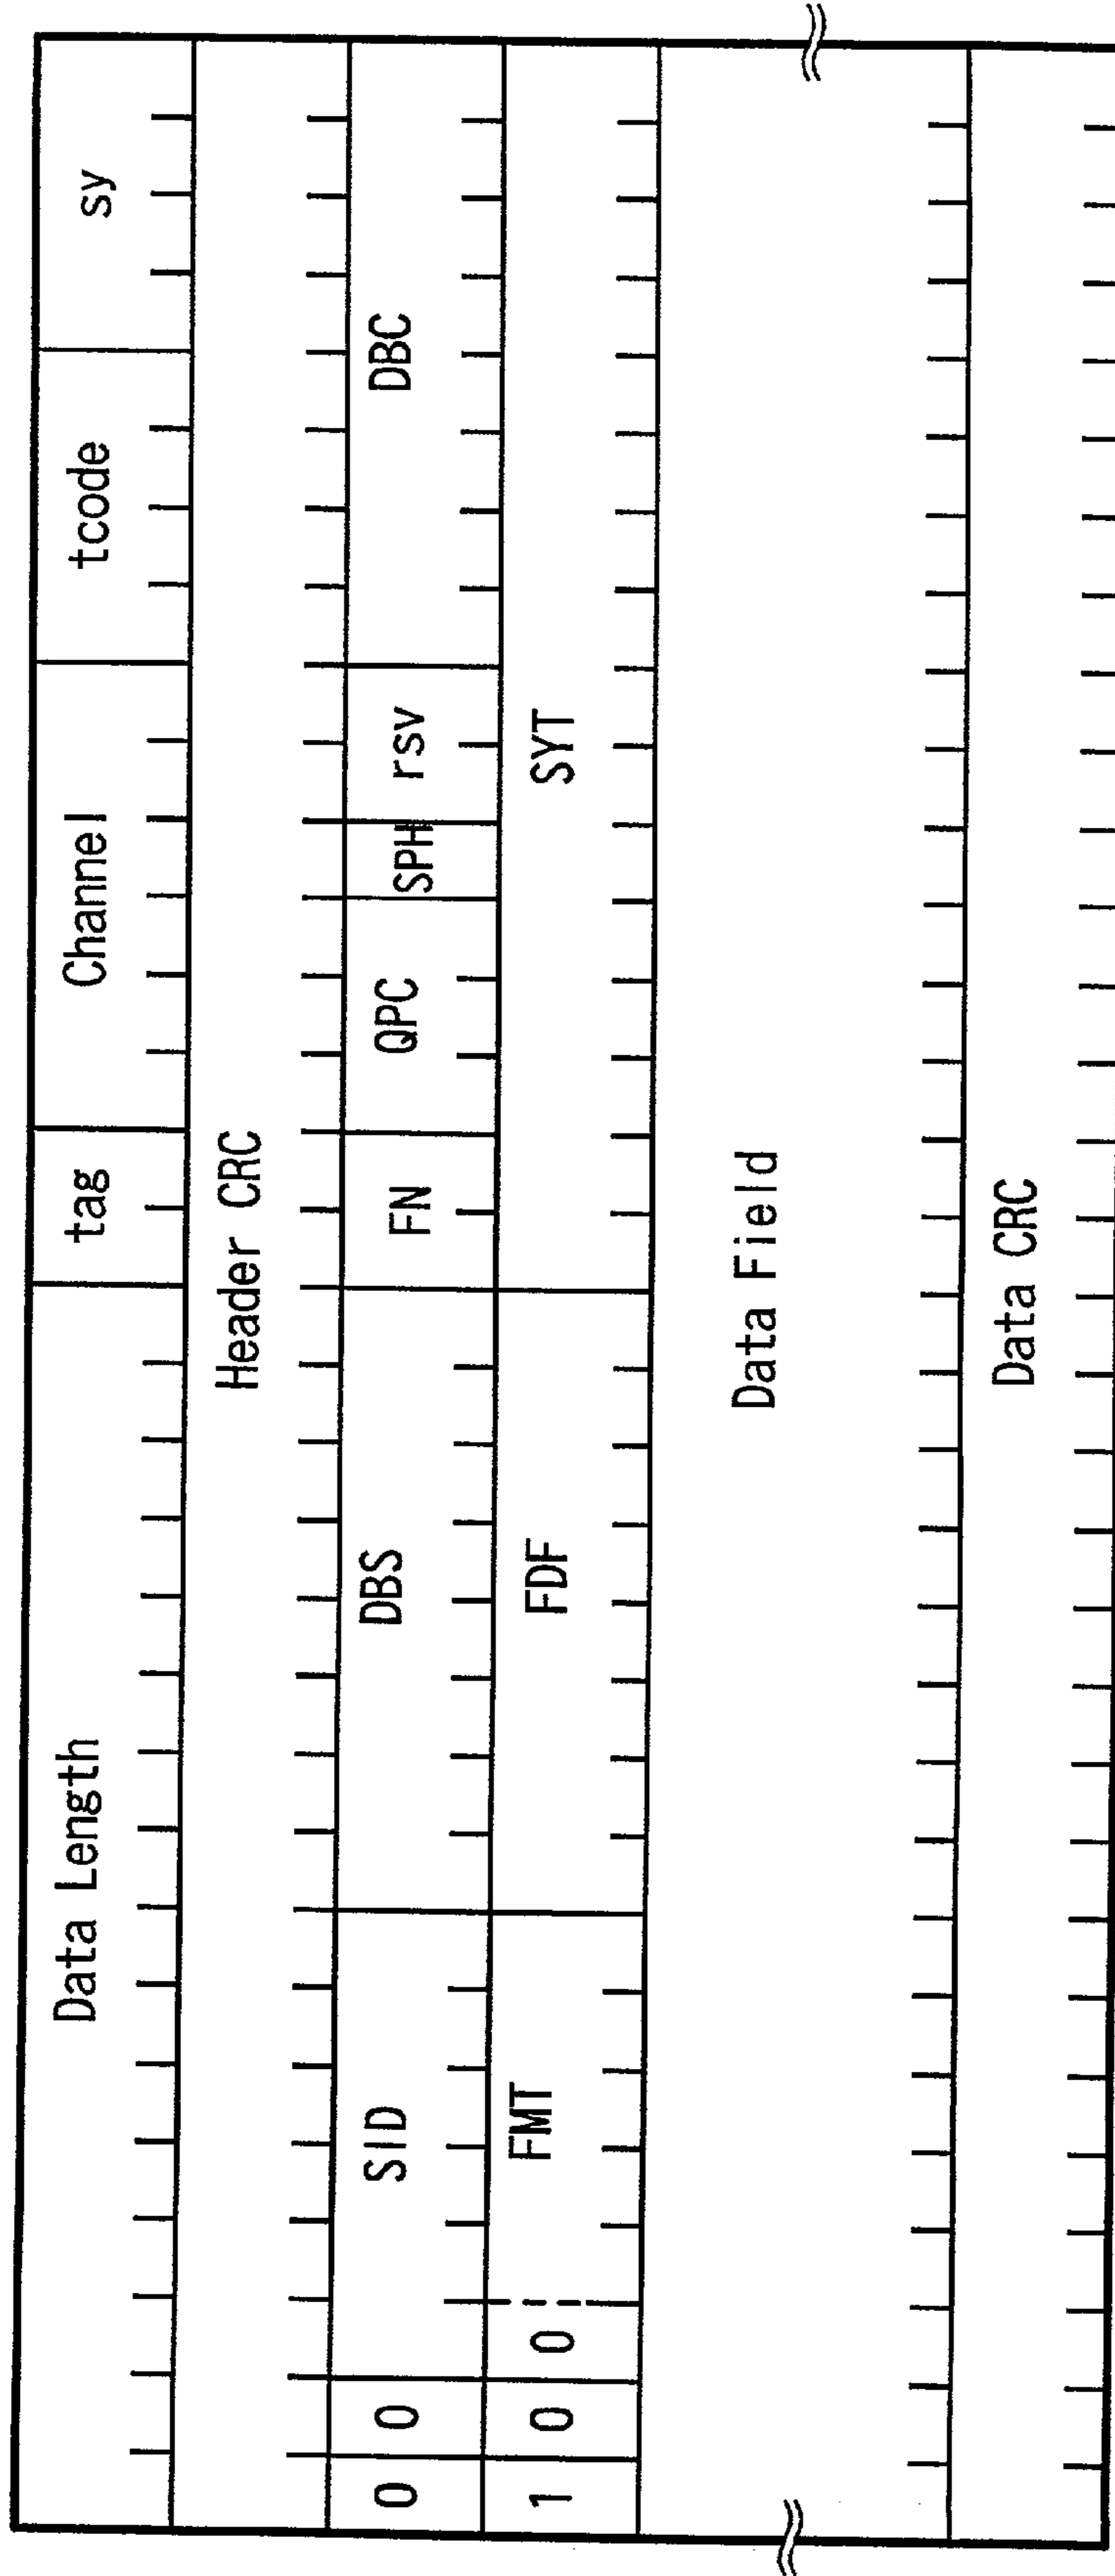 Data Length tag Channel tcode sy
Header CRC
0 0 SID DBS FN QPC SPH rsv DBC
1 0 0 FMT FDF SYT
Data Field
Data CRC